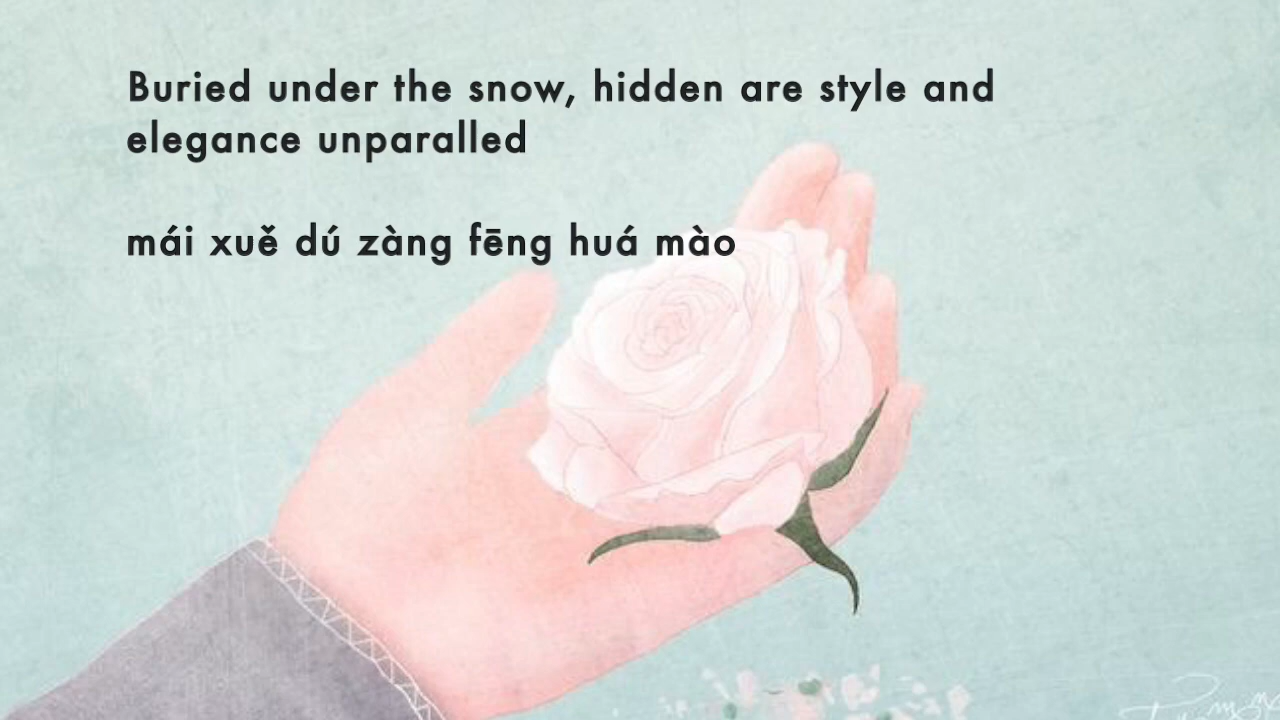 Buried under the snow, hidden are style and
elegance unparalled
mái xuě dú zàng fēng huá mào